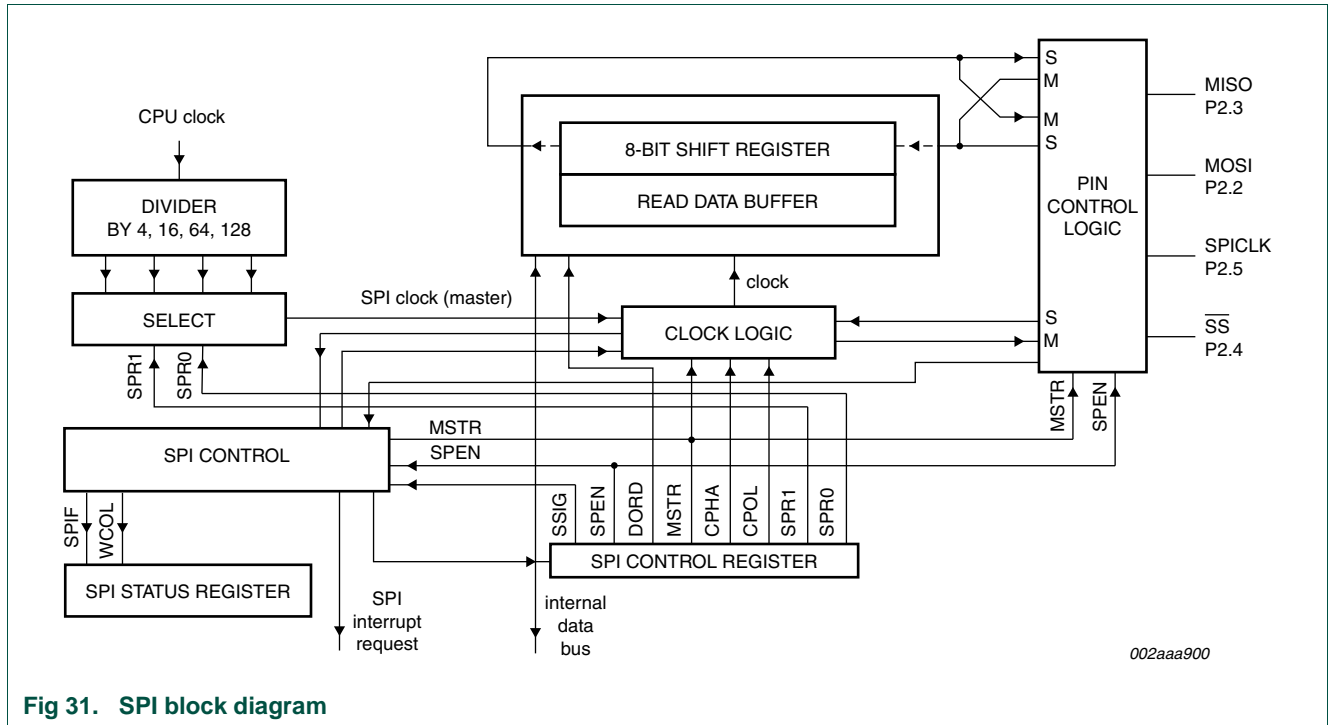 CPU clock
DIVIDER
BY 4, 16, 64, 128
SELECT
SPR1
SPR0
SPI clock (master)
8-BIT SHIFT REGISTER
READ DATA BUFFER
clock
CLOCK LOGIC
S
M
M
S
PIN
CONTROL
LOGIC
S
M
MISO
P2.3
MOSI
P2.2
SPICLK
P2.5
SS
P2.4
MSTR
SPEN
SPI CONTROL
MSTR
SPEN
SPIF
WCOL
SPI STATUS REGISTER
SPI
interrupt
request
SSIG
SPEN
DORD
MSTR
CPHA
CPOL
SPR1
SPR0
SPI CONTROL REGISTER
internal
data
bus
002aaa900
Fig 31. SPI block diagram